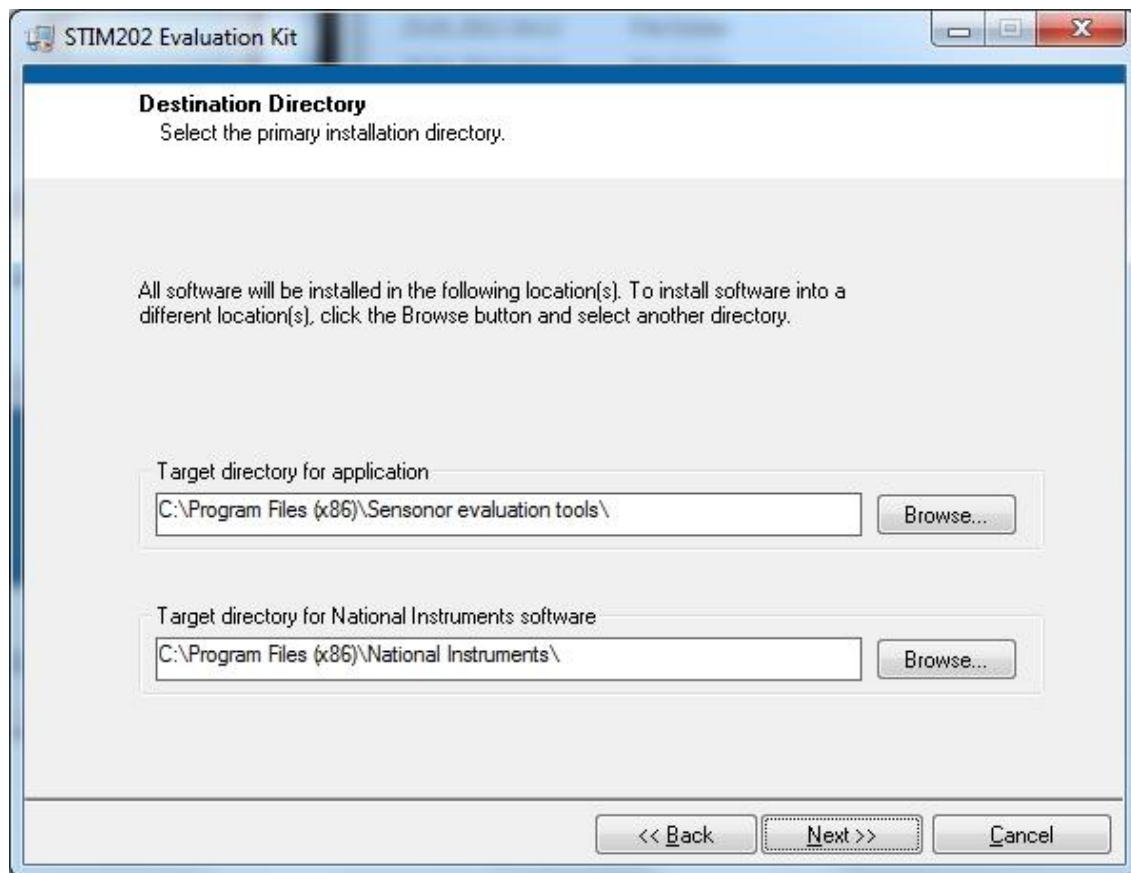 STIM202 Evaluation Kit
Destination Directory
Select the primary installation directory.
All software will be installed in the following location(s). To install software into a
different location(s), click the Browse button and select another directory.
Target directory for application
C:\Program Files (x86)\Sensonor evaluation tools\
Browse...
Target directory for National Instruments software
C:\Program Files (x86)\National Instruments\
Browse...
<< Back
Next >>
Cancel